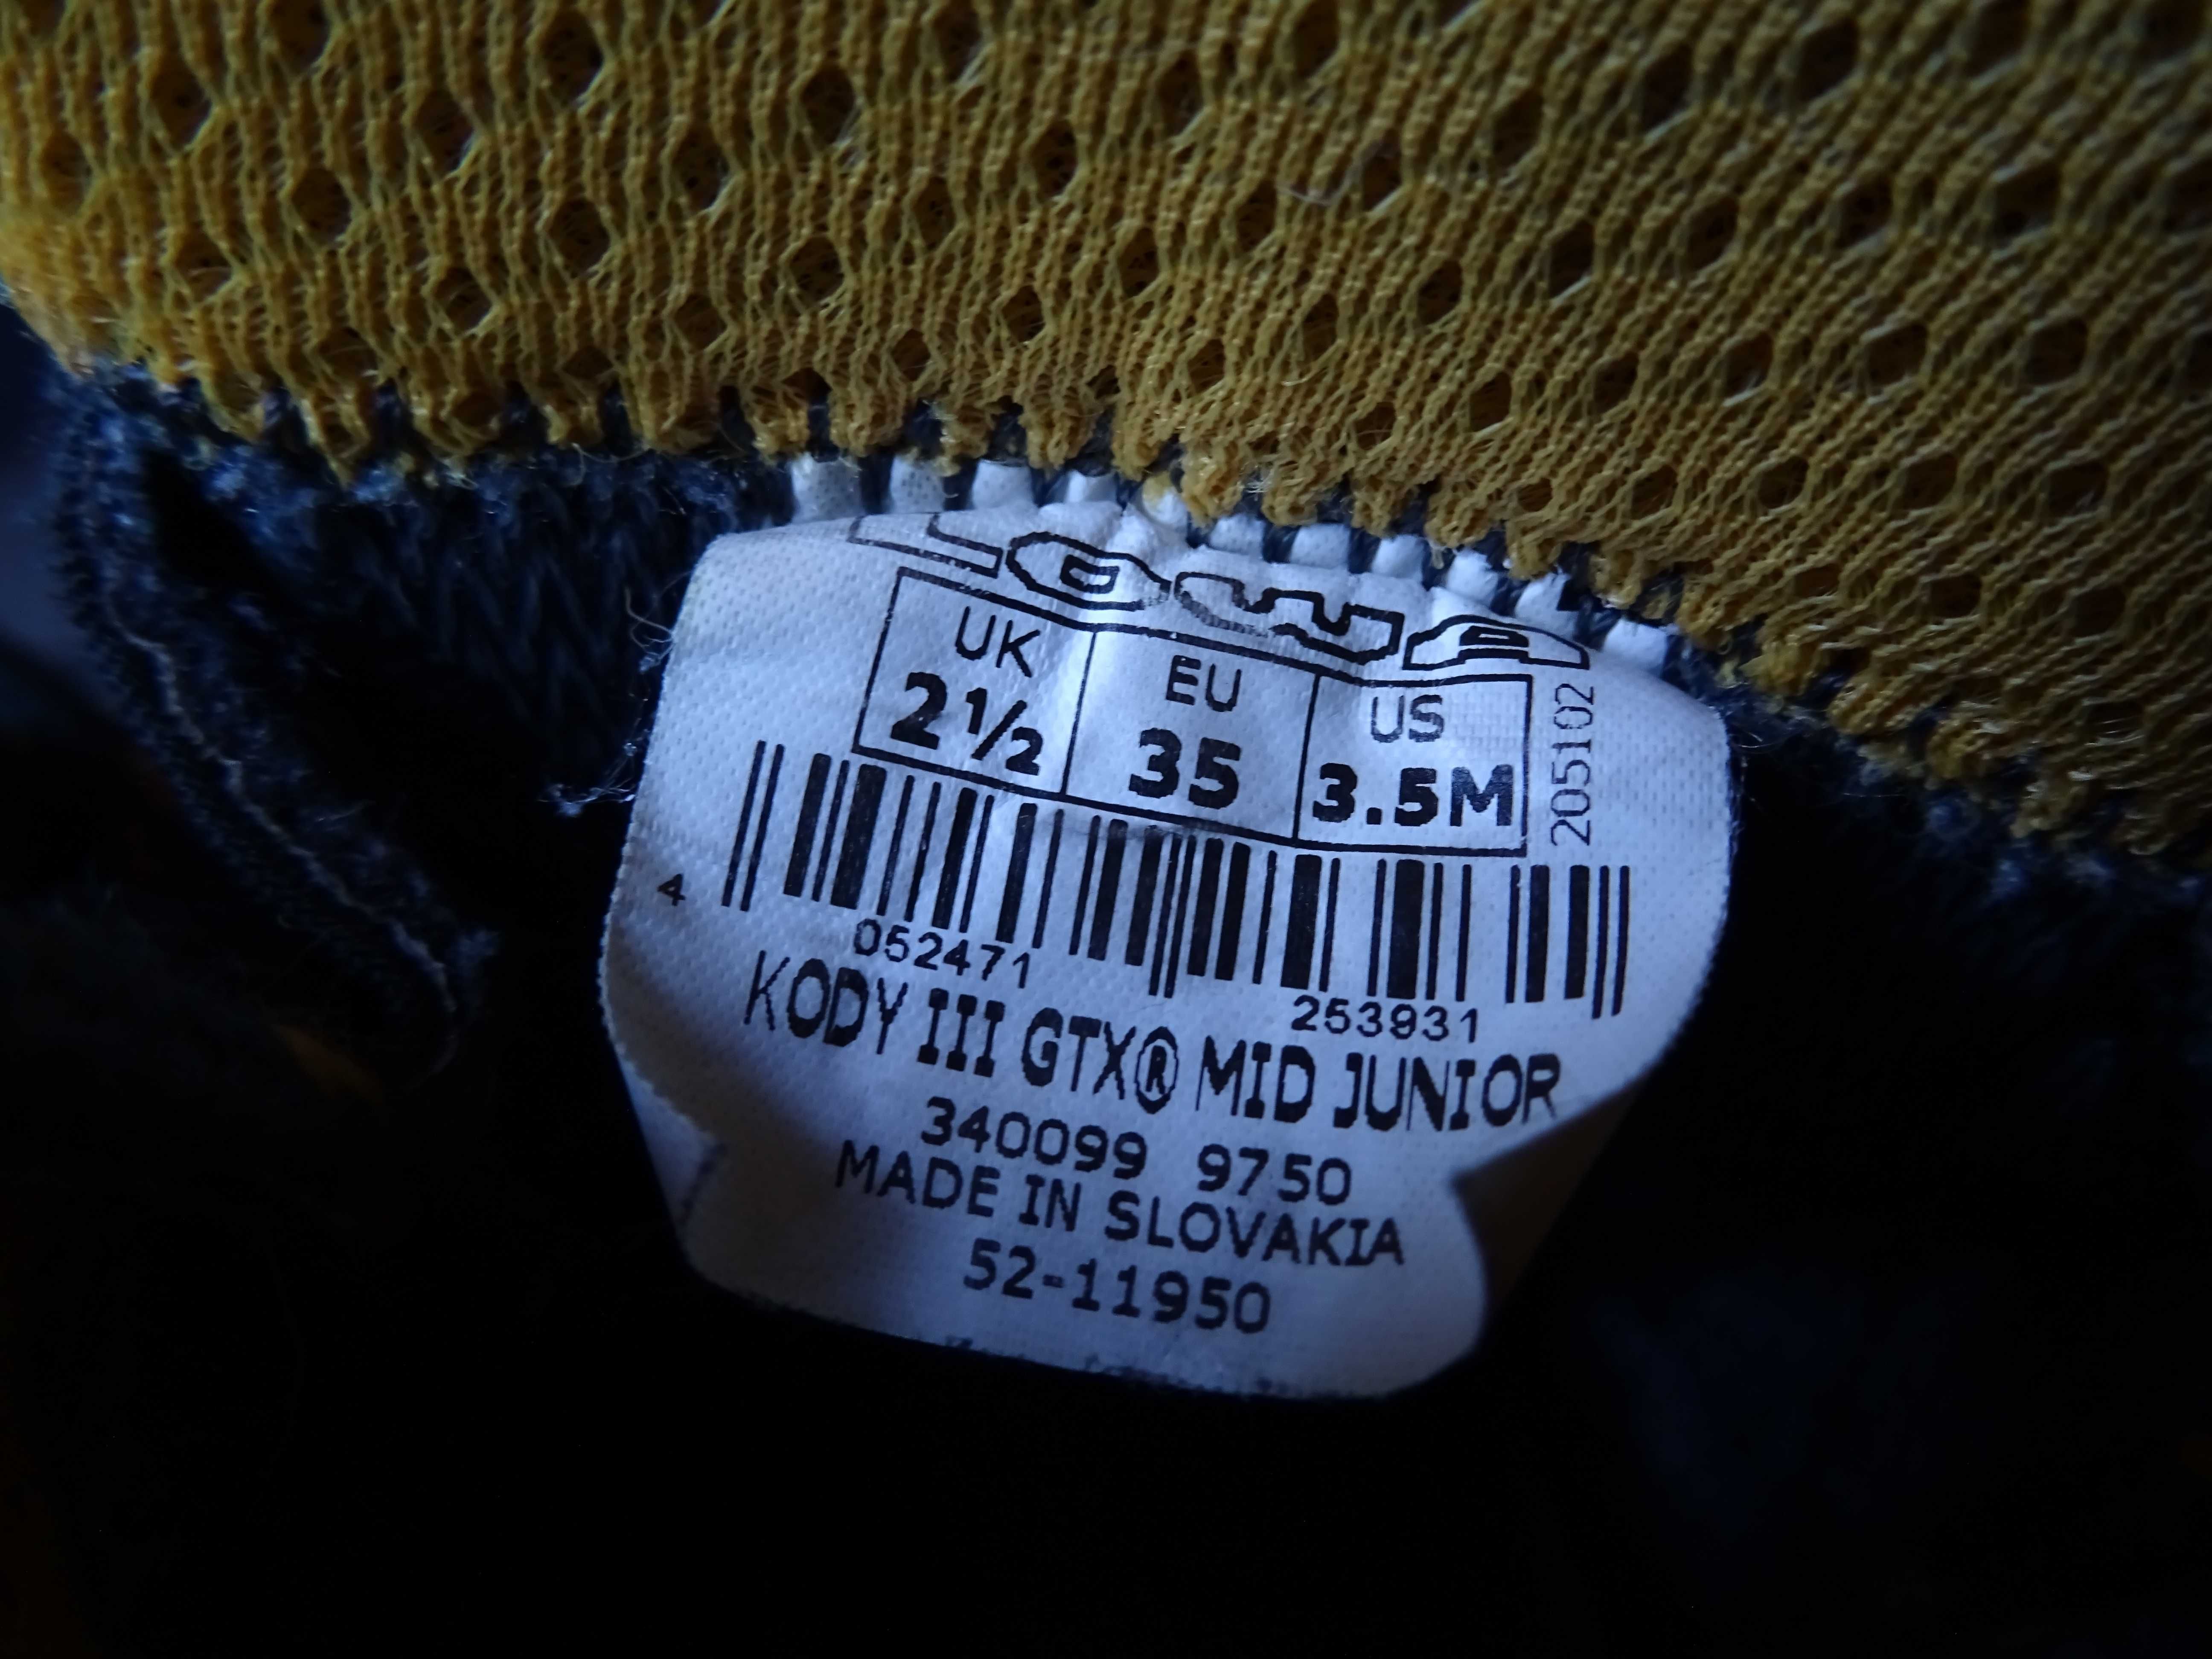 LOWA
UK EU US
2½ 35 3.5M
205102
4 052471 253931
KODY III GTX® MID JUNIOR
340099 9750
MADE IN SLOVAKIA
52-11950